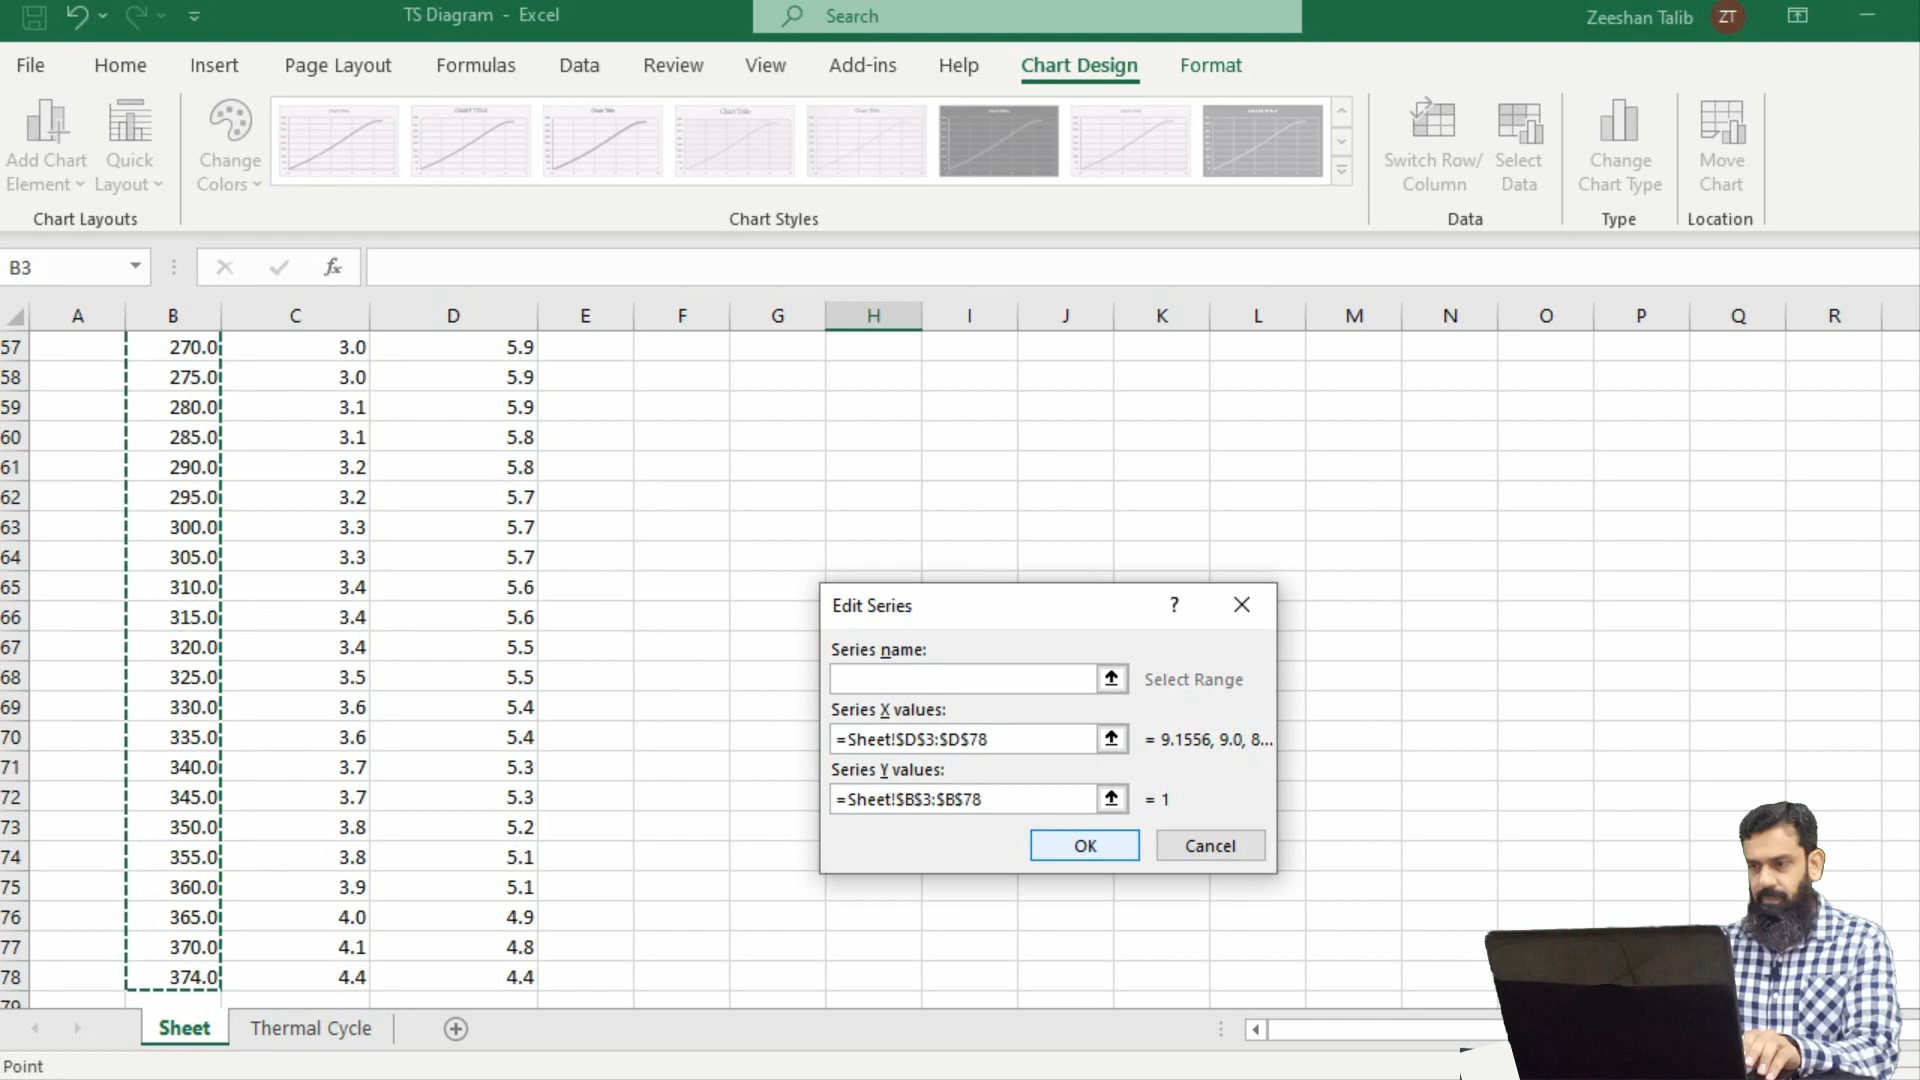 TS Diagram - Excel
Search
Zeeshan Talib ZT
File Home Insert Page Layout Formulas Data Review View Add-ins Help Chart Design Format
Add Chart Element
Quick Layout
Change Colors
Switch Row/ Column
Select Data
Change Chart Type
Move Chart
Chart Layouts
Chart Styles
Data
Type
Location
B3
fx
A B C D E F G H I J K L M N O P Q R
57 270.0 3.0 5.9
58 275.0 3.0 5.9
59 280.0 3.1 5.9
60 285.0 3.1 5.8
61 290.0 3.2 5.8
62 295.0 3.2 5.7
63 300.0 3.3 5.7
64 305.0 3.3 5.7
65 310.0 3.4 5.6
66 315.0 3.4 5.6
67 320.0 3.4 5.5
68 325.0 3.5 5.5
69 330.0 3.6 5.4
70 335.0 3.6 5.4
71 340.0 3.7 5.3
72 345.0 3.7 5.3
73 350.0 3.8 5.2
74 355.0 3.8 5.1
75 360.0 3.9 5.1
76 365.0 4.0 4.9
77 370.0 4.1 4.8
78 374.0 4.4 4.4
79
Edit Series ?
Series name:
Select Range
Series X values:
=Sheet!$D$3:$D$78 = 9.1556, 9.0, 8...
Series Y values:
=Sheet!$B$3:$B$78 = 1
OK Cancel
Sheet Thermal Cycle
Point